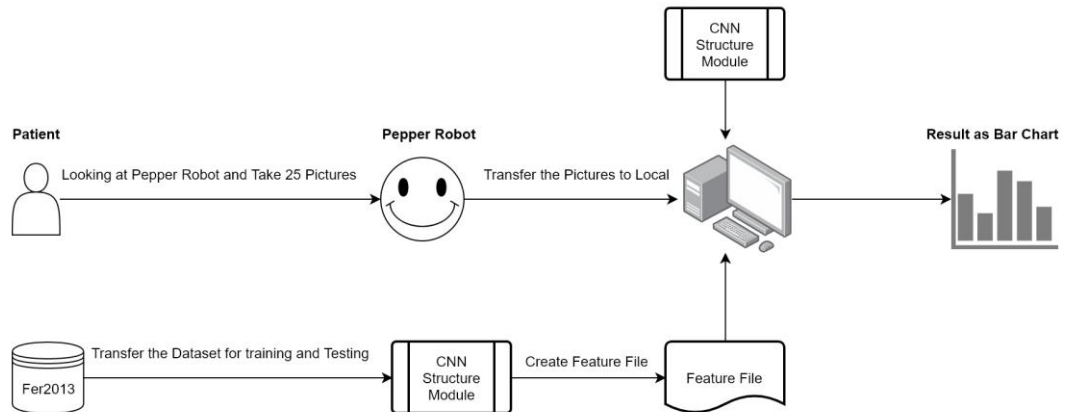 CNN
Structure
Module
Patient
Pepper Robot
Result as Bar Chart
Looking at Pepper Robot and Take 25 Pictures
Transfer the Pictures to Local
Transfer the Dataset for training and Testing
Create Feature File
Fer2013
CNN
Structure
Module
Feature File